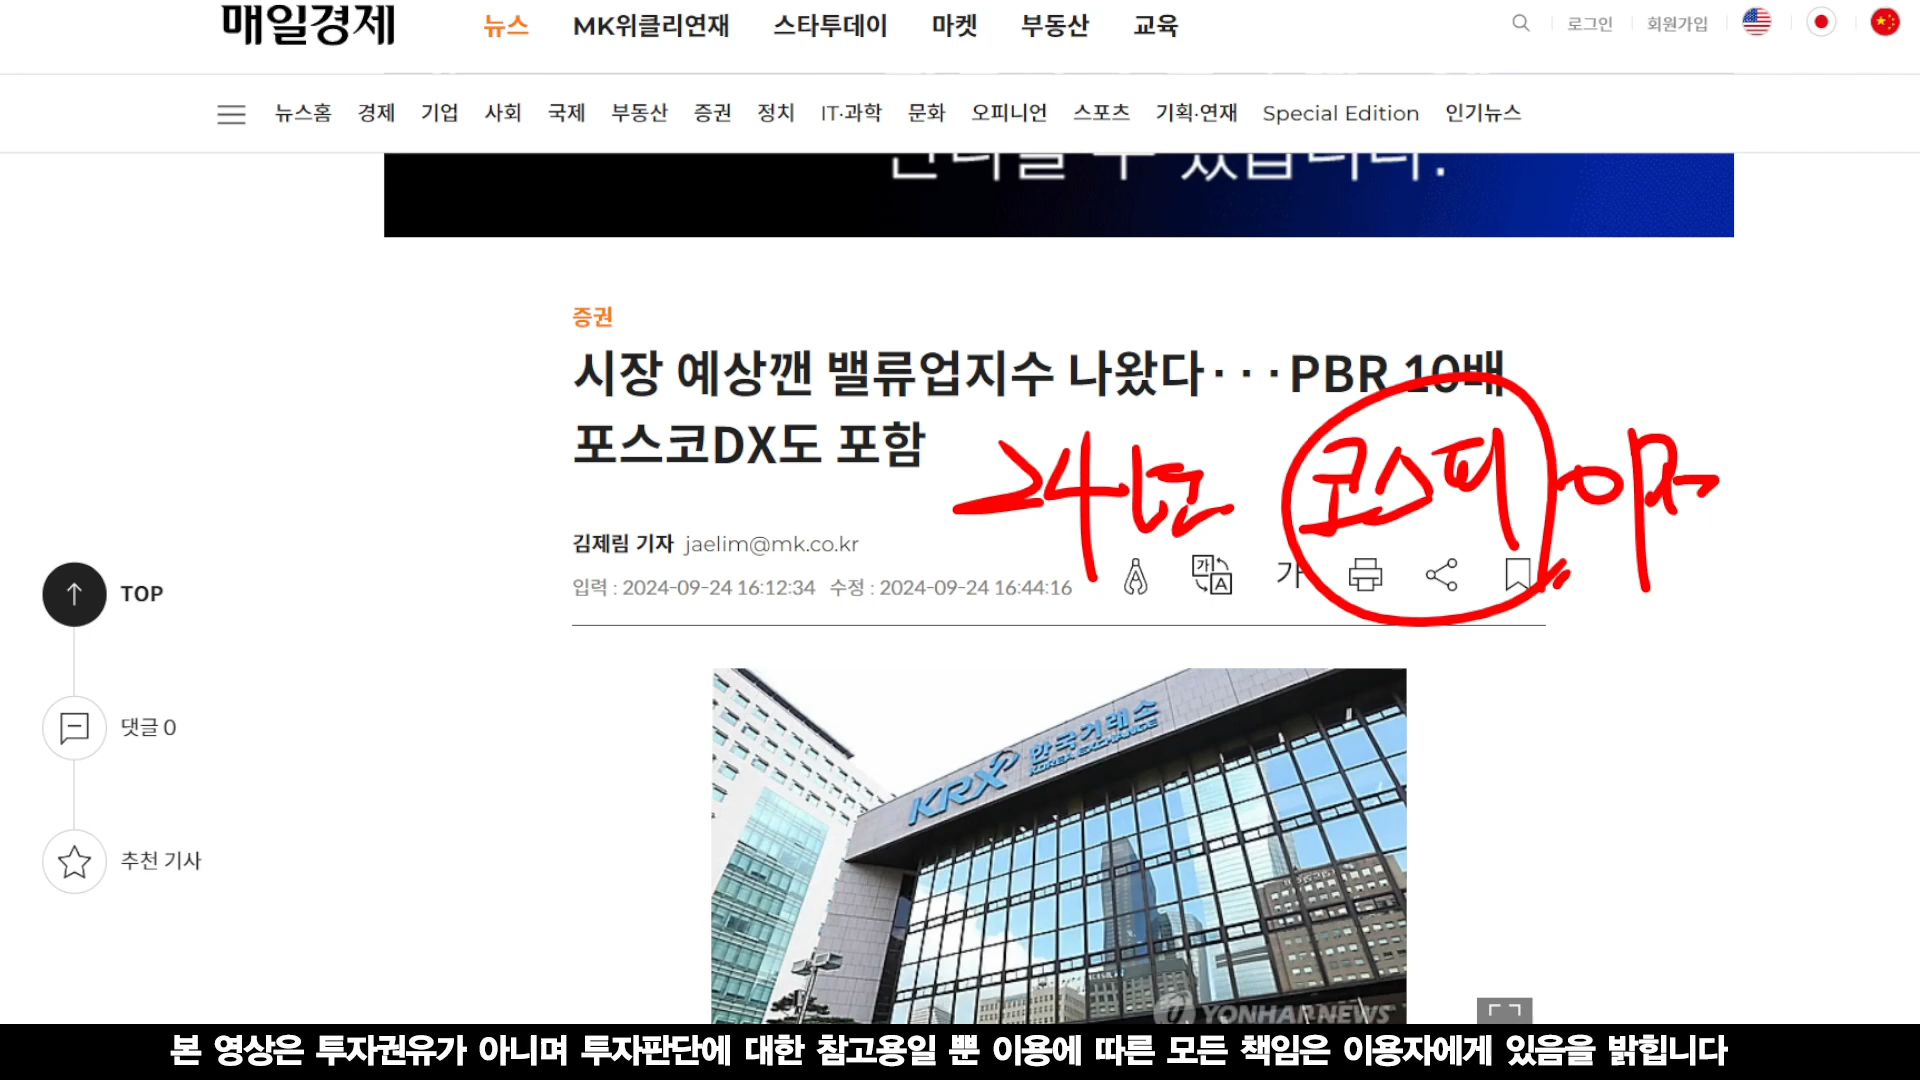 매일경제
뉴스 MK위클리연재 스타투데이 마켓 부동산 교육
로그인 회원가입
뉴스홈 경제 기업 사회 국제 부동산 증권 정치 IT·과학 문화 오피니언 스포츠 기획·연재 Special Edition 인기뉴스
증권
시장 예상깬 밸류업지수 나왔다···PBR 10배
포스코DX도 포함
24년 코스피
김제림 기자 jaelim@mk.co.kr
입력 : 2024-09-24 16:12:34 수정 : 2024-09-24 16:44:16
가
A
가
TOP
댓글 0
추천 기사
KRX 한국거래소
KOREA EXCHANGE
YONHAP NEWS
본 영상은 투자권유가 아니며 투자판단에 대한 참고용일 뿐 이용에 따른 모든 책임은 이용자에게 있음을 밝힙니다